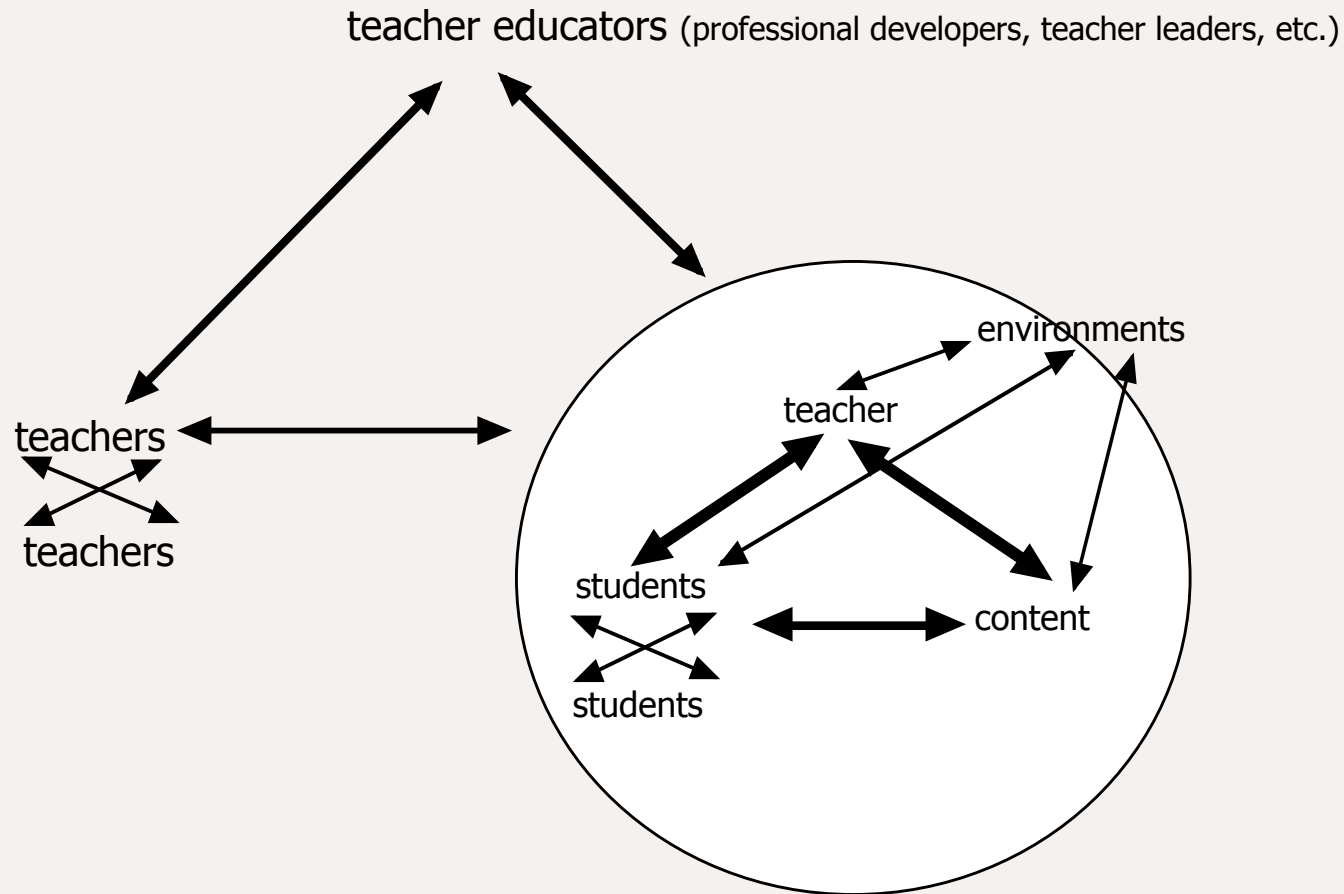 teacher educators (professional developers, teacher leaders, etc.)
environments
teacher
teachers
teachers
students
content
students